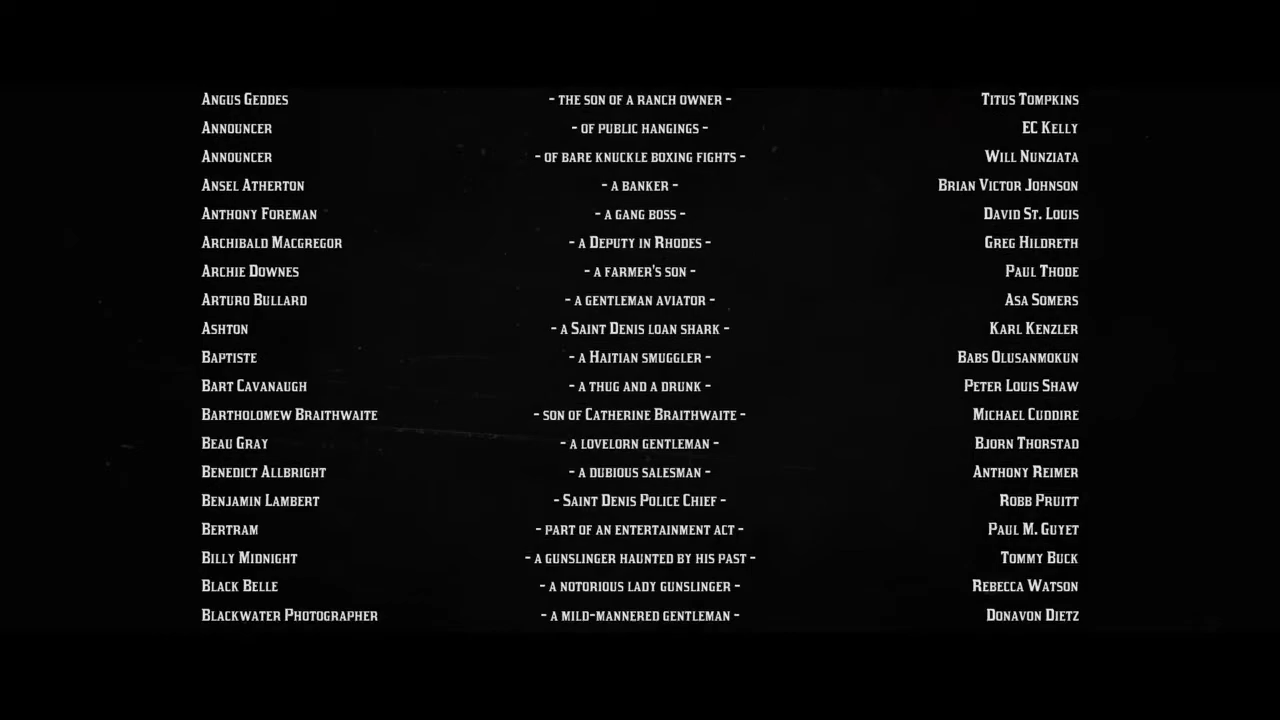 Angus Geddes - the son of a ranch owner - Titus Tompkins
Announcer - of public hangings - EC Kelly
Announcer - of bare knuckle boxing fights - Will Nunziata
Ansel Atherton - a banker - Brian Victor Johnson
Anthony Foreman - a gang boss - David St. Louis
Archibald Macgregor - a Deputy in Rhodes - Greg Hildreth
Archie Downes - a farmer's son - Paul Thode
Arturo Bullard - a gentleman aviator - Asa Somers
Ashton - a Saint Denis loan shark - Karl Kenzler
Baptiste - a Haitian smuggler - Babs Olusanmokun
Bart Cavanaugh - a thug and a drunk - Peter Louis Shaw
Bartholomew Braithwaite - son of Catherine Braithwaite - Michael Cuddire
Beau Gray - a lovelorn gentleman - Bjorn Thorstad
Benedict Allbright - a dubious salesman - Anthony Reimer
Benjamin Lambert - Saint Denis Police Chief - Robb Pruitt
Bertram - part of an entertainment act - Paul M. Guyet
Billy Midnight - a gunslinger haunted by his past - Tommy Buck
Black Belle - a notorious lady gunslinger - Rebecca Watson
Blackwater Photographer - a mild-mannered gentleman - Donavon Dietz